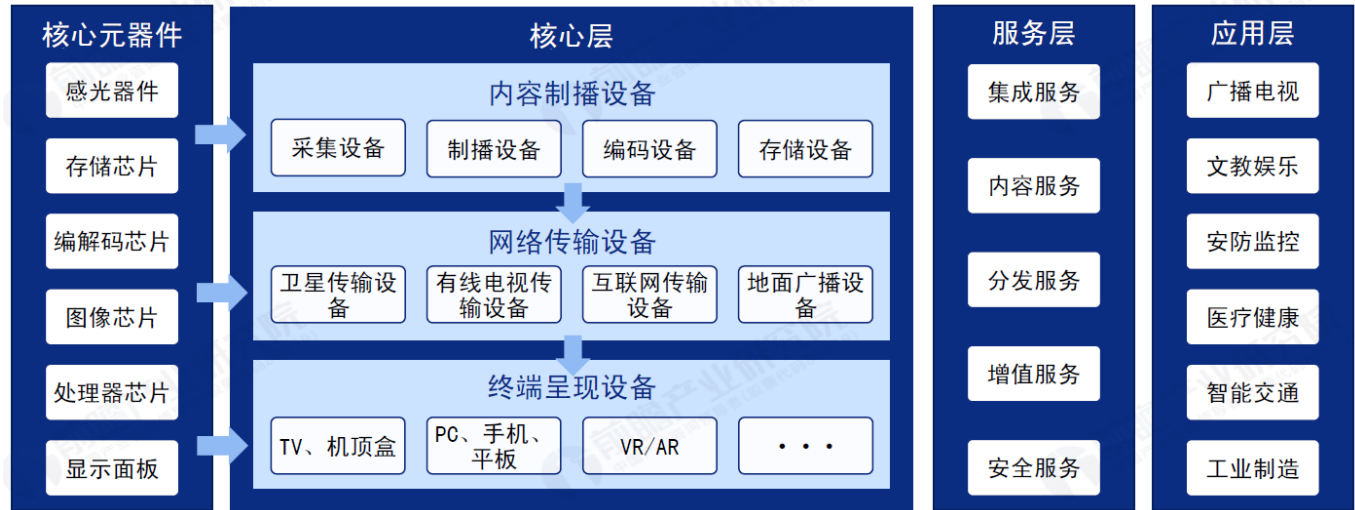 核心元器件
感光器件
存储芯片
编解码芯片
图像芯片
处理器芯片
显示面板
核心层
内容制播设备
采集设备
制播设备
编码设备
存储设备
网络传输设备
卫星传输设
备
有线电视传
输设备
互联网传输
设备
地面广播设
备
终端呈现设备
TV、机顶盒
PC、手机、
平板
VR/AR
···
服务层
集成服务
内容服务
分发服务
增值服务
安全服务
应用层
广播电视
文教娱乐
安防监控
医疗健康
智能交通
工业制造
前瞻产业研究院